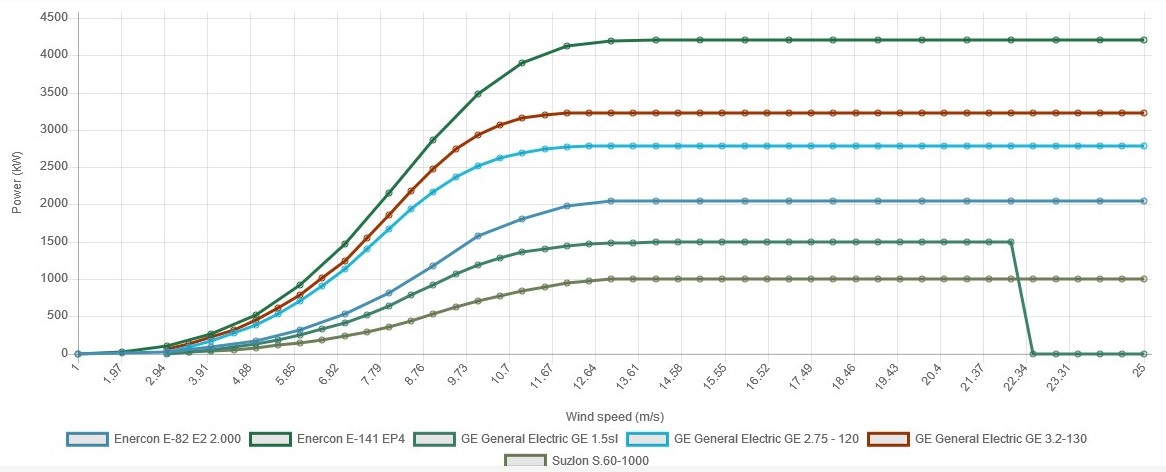 4500
4000
3500
3000
2500
2000
1500
1000
500
0
Power (kW)
1 1.97 2.94 3.91 4.88 5.85 6.82 7.79 8.76 9.73 10.7 11.67 12.64 13.61 14.58 15.55 16.52 17.49 18.46 19.43 20.4 21.37 22.34 23.31 25
Wind speed (m/s)
Enercon E-82 E2 2.000 Enercon E-141 EP4 GE General Electric GE 1.5sl GE General Electric GE 2.75 - 120 GE General Electric GE 3.2-130
Suzlon S.60-1000